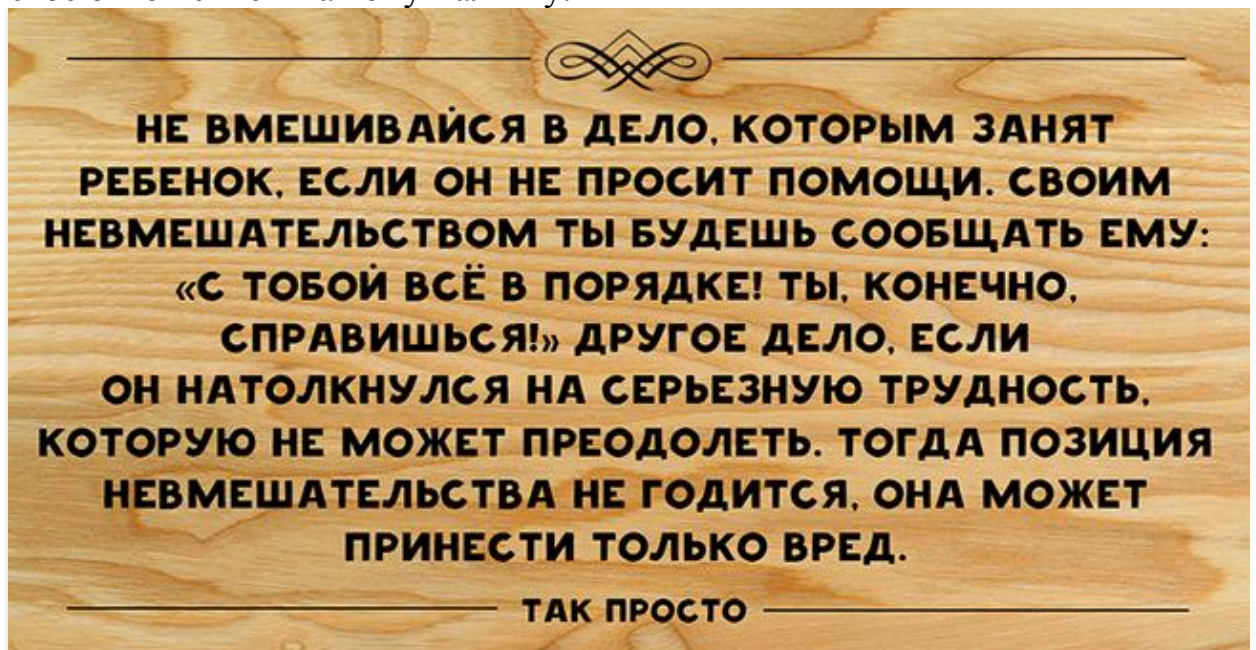 НЕ ВМЕШИВАЙСЯ В ДЕЛО, КОТОРЫМ ЗАНЯТ
РЕБЕНОК, ЕСЛИ ОН НЕ ПРОСИТ ПОМОЩИ. СВОИМ
НЕВМЕШАТЕЛЬСТВОМ ТЫ БУДЕШЬ СООБЩАТЬ ЕМУ:
«С ТОБОЙ ВСЁ В ПОРЯДКЕ! ТЫ, КОНЕЧНО,
СПРАВИШЬСЯ!» ДРУГОЕ ДЕЛО, ЕСЛИ
ОН НАТОЛКНУЛСЯ НА СЕРЬЕЗНУЮ ТРУДНОСТЬ,
КОТОРУЮ НЕ МОЖЕТ ПРЕОДОЛЕТЬ. ТОГДА ПОЗИЦИЯ
НЕВМЕШАТЕЛЬСТВА НЕ ГОДИТСЯ, ОНА МОЖЕТ
ПРИНЕСТИ ТОЛЬКО ВРЕД.
ТАК ПРОСТО